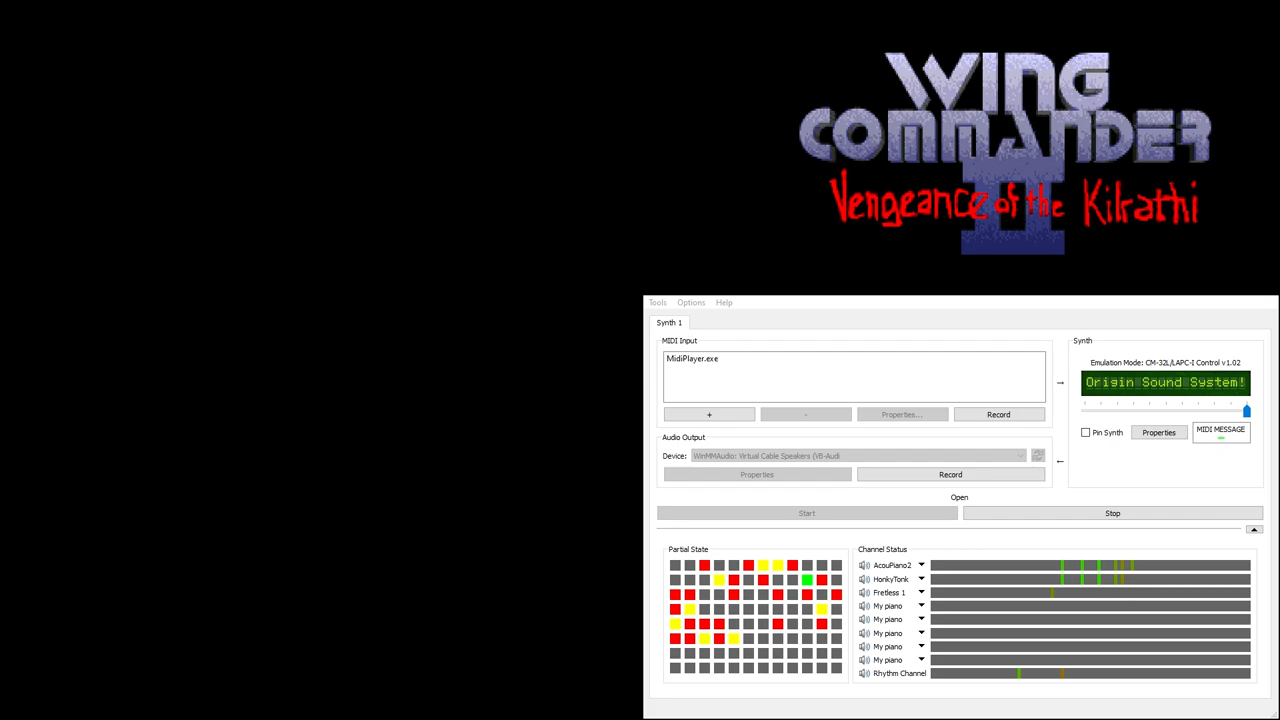 WING
COMMANDER
II
Vengeance of the Kilrathi
Tools Options Help
Synth 1
MIDI Input
MidiPlayer.exe
+ - Properties... Record
Audio Output
Device: WinMMAudio: Virtual Cable Speakers (VB-Audi
Properties Record
Synth
Emulation Mode: CM-32L/LAPC-I Control v1.02
Origin Sound System!
Pin Synth Properties MIDI MESSAGE
Open
Start Stop
Partial State
Channel Status
AcouPiano2
HonkyTonk
Fretless 1
My piano
My piano
My piano
My piano
My piano
Rhythm Channel